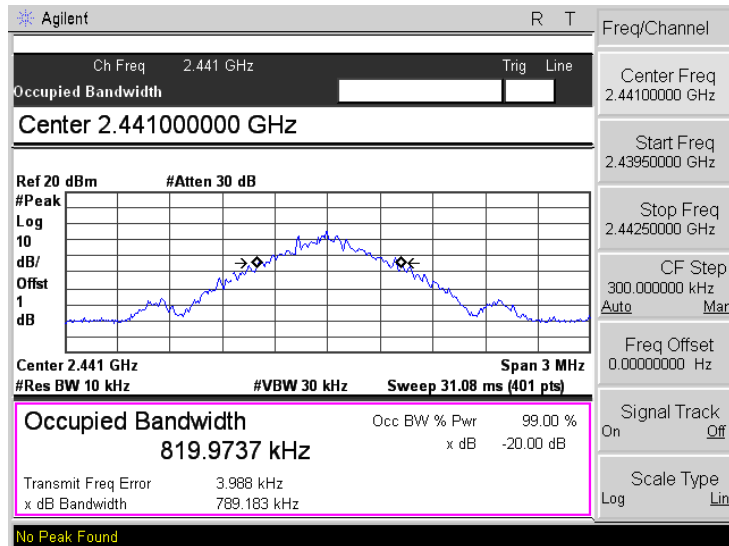 Agilent
R T
Ch Freq 2.441 GHz
Trig Line
Occupied Bandwidth
Center 2.441000000 GHz
Ref 20 dBm
#Atten 30 dB
#Peak
Log
10
dB/
Offst
1
dB
Center 2.441 GHz
Span 3 MHz
#Res BW 10 kHz
#VBW 30 kHz
Sweep 31.08 ms (401 pts)
Occupied Bandwidth
819.9737 kHz
Occ BW % Pwr 99.00 %
x dB -20.00 dB
Transmit Freq Error 3.988 kHz
x dB Bandwidth 789.183 kHz
No Peak Found
Freq/Channel
Center Freq
2.44100000 GHz
Start Freq
2.43950000 GHz
Stop Freq
2.44250000 GHz
CF Step
300.000000 kHz
Auto Mar
Freq Offset
0.00000000 Hz
Signal Track
On Off
Scale Type
Log Lin